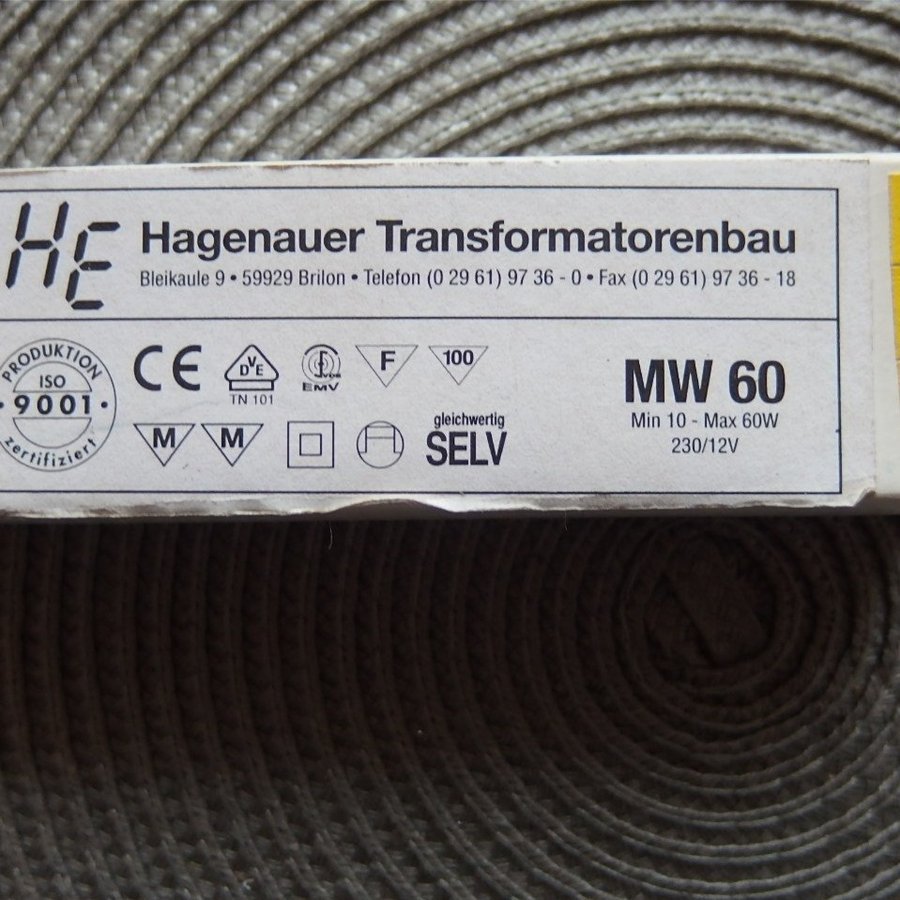 HE
Hagenauer Transformatorenbau
Bleikaule 9 • 59929 Brilon • Telefon (0 29 61) 97 36 - 0 • Fax (0 29 61) 97 36 - 18
PRODUKTION
ISO
• 9001 •
zertifiziert
CE
DVE
TN 101
VDE
EMV
F
100
M
M
gleichwertig
SELV
MW 60
Min 10 - Max 60W
230/12V